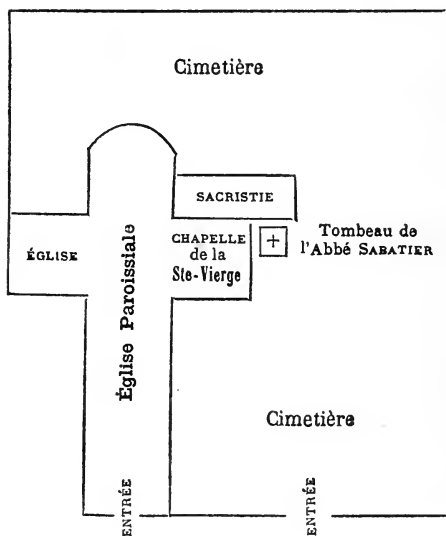 Cimetière
SACRISTIE
ÉGLISE
CHAPELLE
de la
Ste-Vierge
Tombeau de
l'Abbé SABATIER
Église Paroissiale
Cimetière
ENTRÉE
ENTRÉE